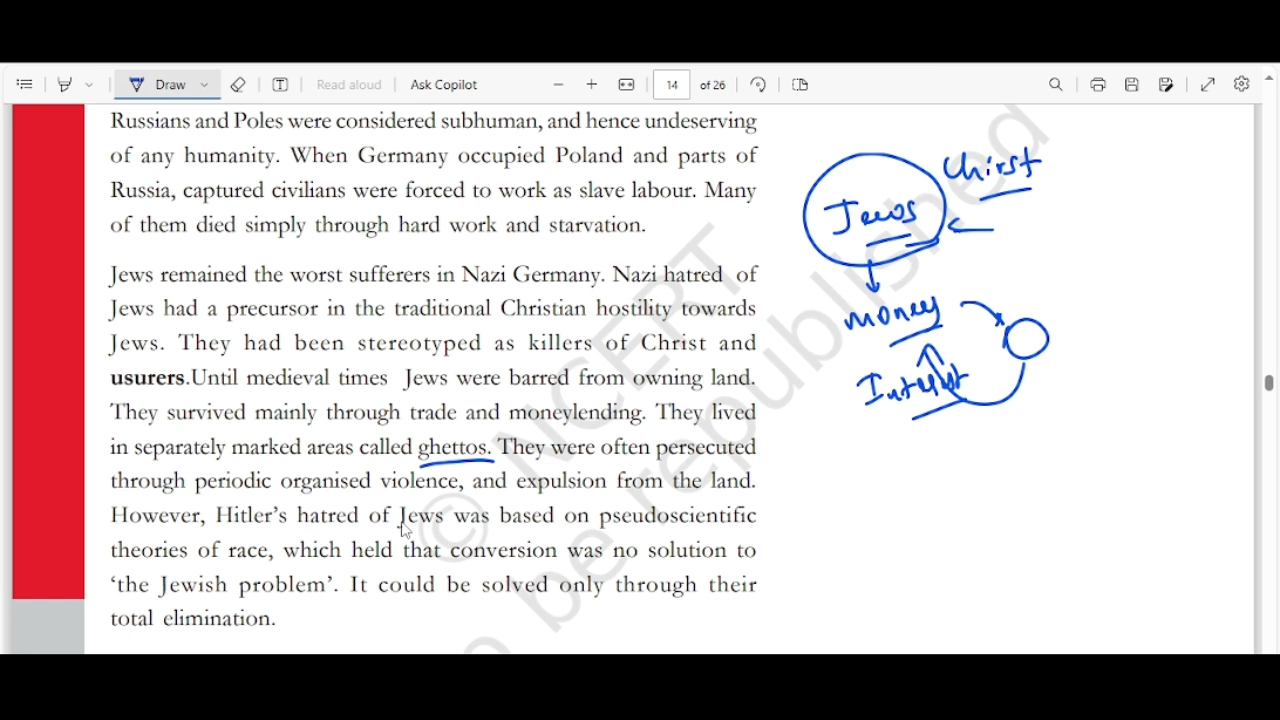 Draw
Read aloud
Ask Copilot
14 of 26
Russians and Poles were considered subhuman, and hence undeserving
of any humanity. When Germany occupied Poland and parts of
Russia, captured civilians were forced to work as slave labour. Many
of them died simply through hard work and starvation.
Jews remained the worst sufferers in Nazi Germany. Nazi hatred of
Jews had a precursor in the traditional Christian hostility towards
Jews. They had been stereotyped as killers of Christ and
usurers.Until medieval times Jews were barred from owning land.
They survived mainly through trade and moneylending. They lived
in separately marked areas called ghettos. They were often persecuted
through periodic organised violence, and expulsion from the land.
However, Hitler's hatred of Jews was based on pseudoscientific
theories of race, which held that conversion was no solution to
‘the Jewish problem’. It could be solved only through their
total elimination.
Chirst
Jews
money
Interest
© NCERT
o be republished